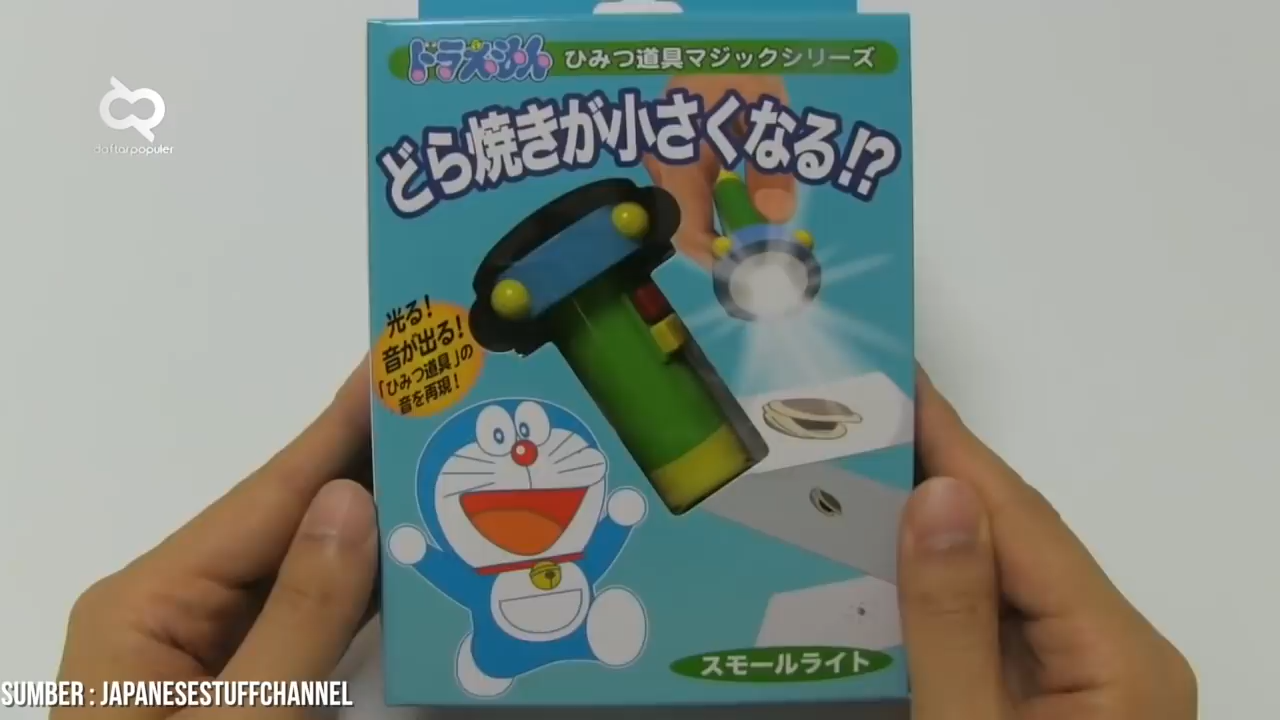 ドラえもん ひみつ道具マジックシリーズ
daftarpopuler
どら焼きが小さくなる!?
光る!
音が出る!
「ひみつ道具」の
音を再現!
スモールライト
SUMBER : JAPANESESTUFFCHANNEL